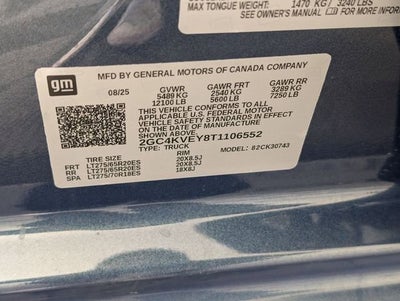 MAX TONGUE WEIGHT: 1470 KG / 3240 LBS
SEE OWNER'S MANUAL
gm
MFD BY GENERAL MOTORS OF CANADA COMPANY
08/25 GVWR GAWR FRT GAWR RR
5489 KG 2540 KG 3289 KG
12100 LB 5600 LB 7250 LB
THIS VEHICLE CONFORMS TO ALL
APPLICABLE U.S. FEDERAL MOTOR
VEHICLE SAFETY STANDARDS IN
EFFECT ON THE DATE OF MANUFACTURE
SHOWN ABOVE.
2GC4KVEY8T1106552
TYPE: TRUCK MODEL: 82CK30743
TIRE SIZE RIM
FRT LT275/65R20ES 20X8.5J
RR LT275/65R20ES 20X8.5J
SPA LT275/70R18ES 18X8J